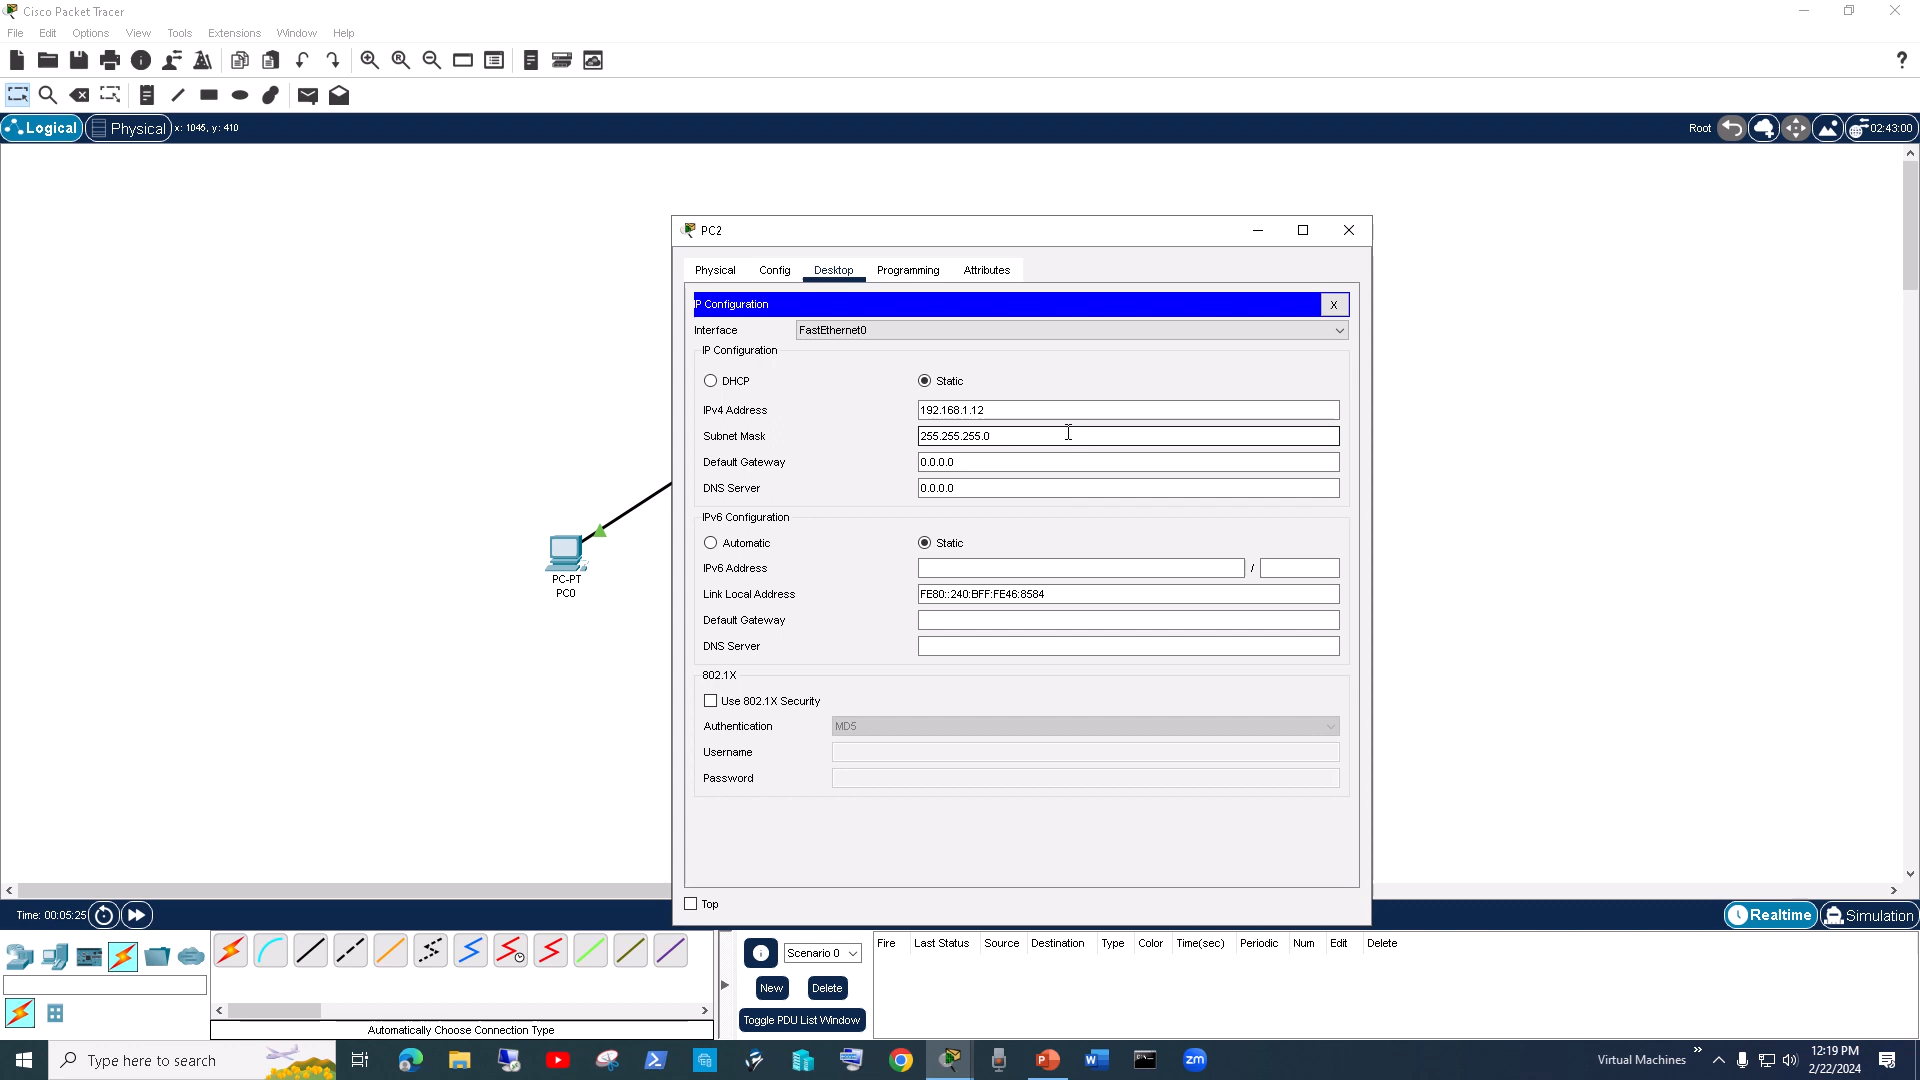 Cisco Packet Tracer
File Edit Options View Tools Extensions Window Help
Logical Physical x: 1045, y: 410 Root 02:43:00
PC2
Physical Config Desktop Programming Attributes
IP Configuration X
Interface FastEthernet0
IP Configuration
DHCP Static
IPv4 Address 192.168.1.12
Subnet Mask 255.255.255.0
Default Gateway 0.0.0.0
DNS Server 0.0.0.0
IPv6 Configuration
Automatic Static
IPv6 Address /
Link Local Address FE80::240:BFF:FE46:8584
Default Gateway
DNS Server
802.1X
Use 802.1X Security
Authentication MD5
Username
Password
Top
PC-PT
PC0
Time: 00:05:25 Realtime Simulation
Scenario 0
New Delete
Toggle PDU List Window
Fire Last Status Source Destination Type Color Time(sec) Periodic Num Edit Delete
Automatically Choose Connection Type
Type here to search
Virtual Machines
12:19 PM
2/22/2024